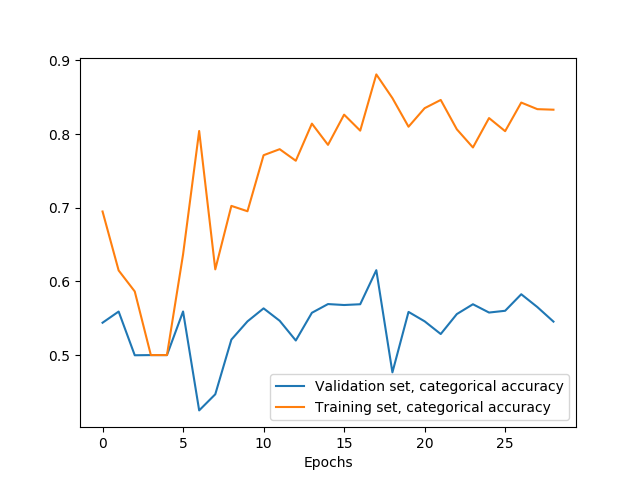 0.9
0.8
0.7
0.6
0.5
Validation set, categorical accuracy
Training set, categorical accuracy
0 5 10 15 20 25
Epochs